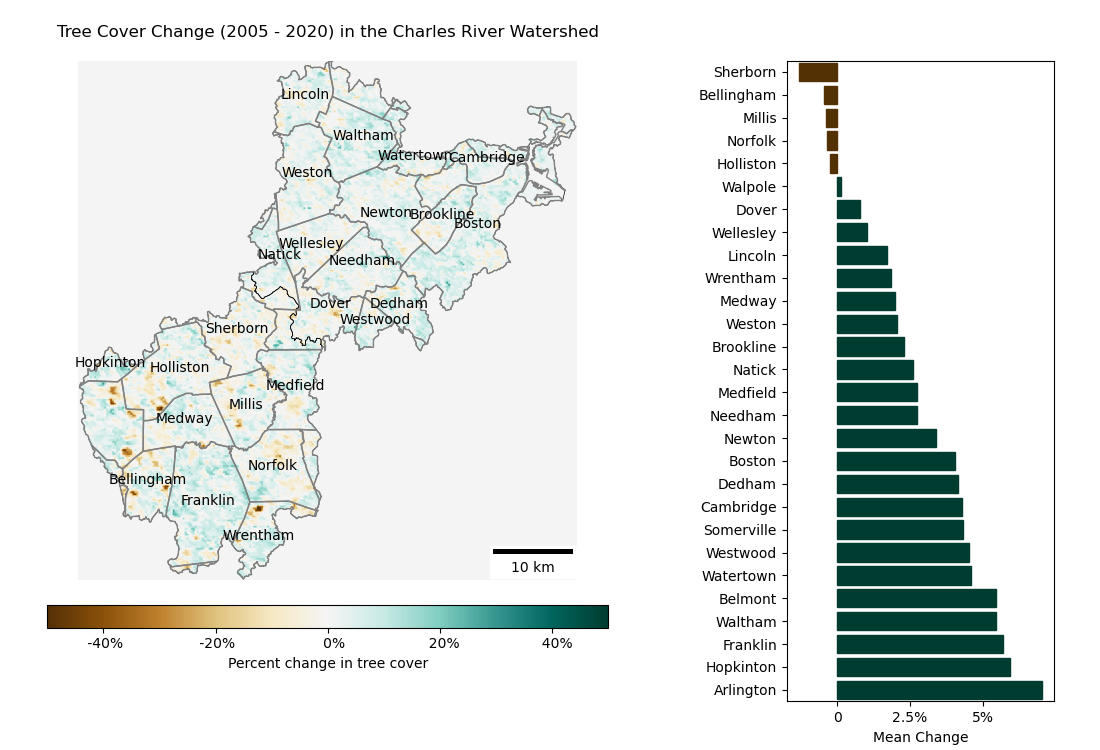 Tree Cover Change (2005 - 2020) in the Charles River Watershed
Lincoln
Waltham
Watertown
Cambridge
Weston
Newton
Brookline
Boston
Wellesley
Natick
Needham
Dover
Dedham
Westwood
Sherborn
Hopkinton
Holliston
Medfield
Millis
Medway
Norfolk
Bellingham
Franklin
Wrentham
10 km
-40%
-20%
0%
20%
40%
Percent change in tree cover
Sherborn
Bellingham
Millis
Norfolk
Holliston
Walpole
Dover
Wellesley
Lincoln
Wrentham
Medway
Weston
Brookline
Natick
Medfield
Needham
Newton
Boston
Dedham
Cambridge
Somerville
Westwood
Watertown
Belmont
Waltham
Franklin
Hopkinton
Arlington
0
2.5%
5%
Mean Change